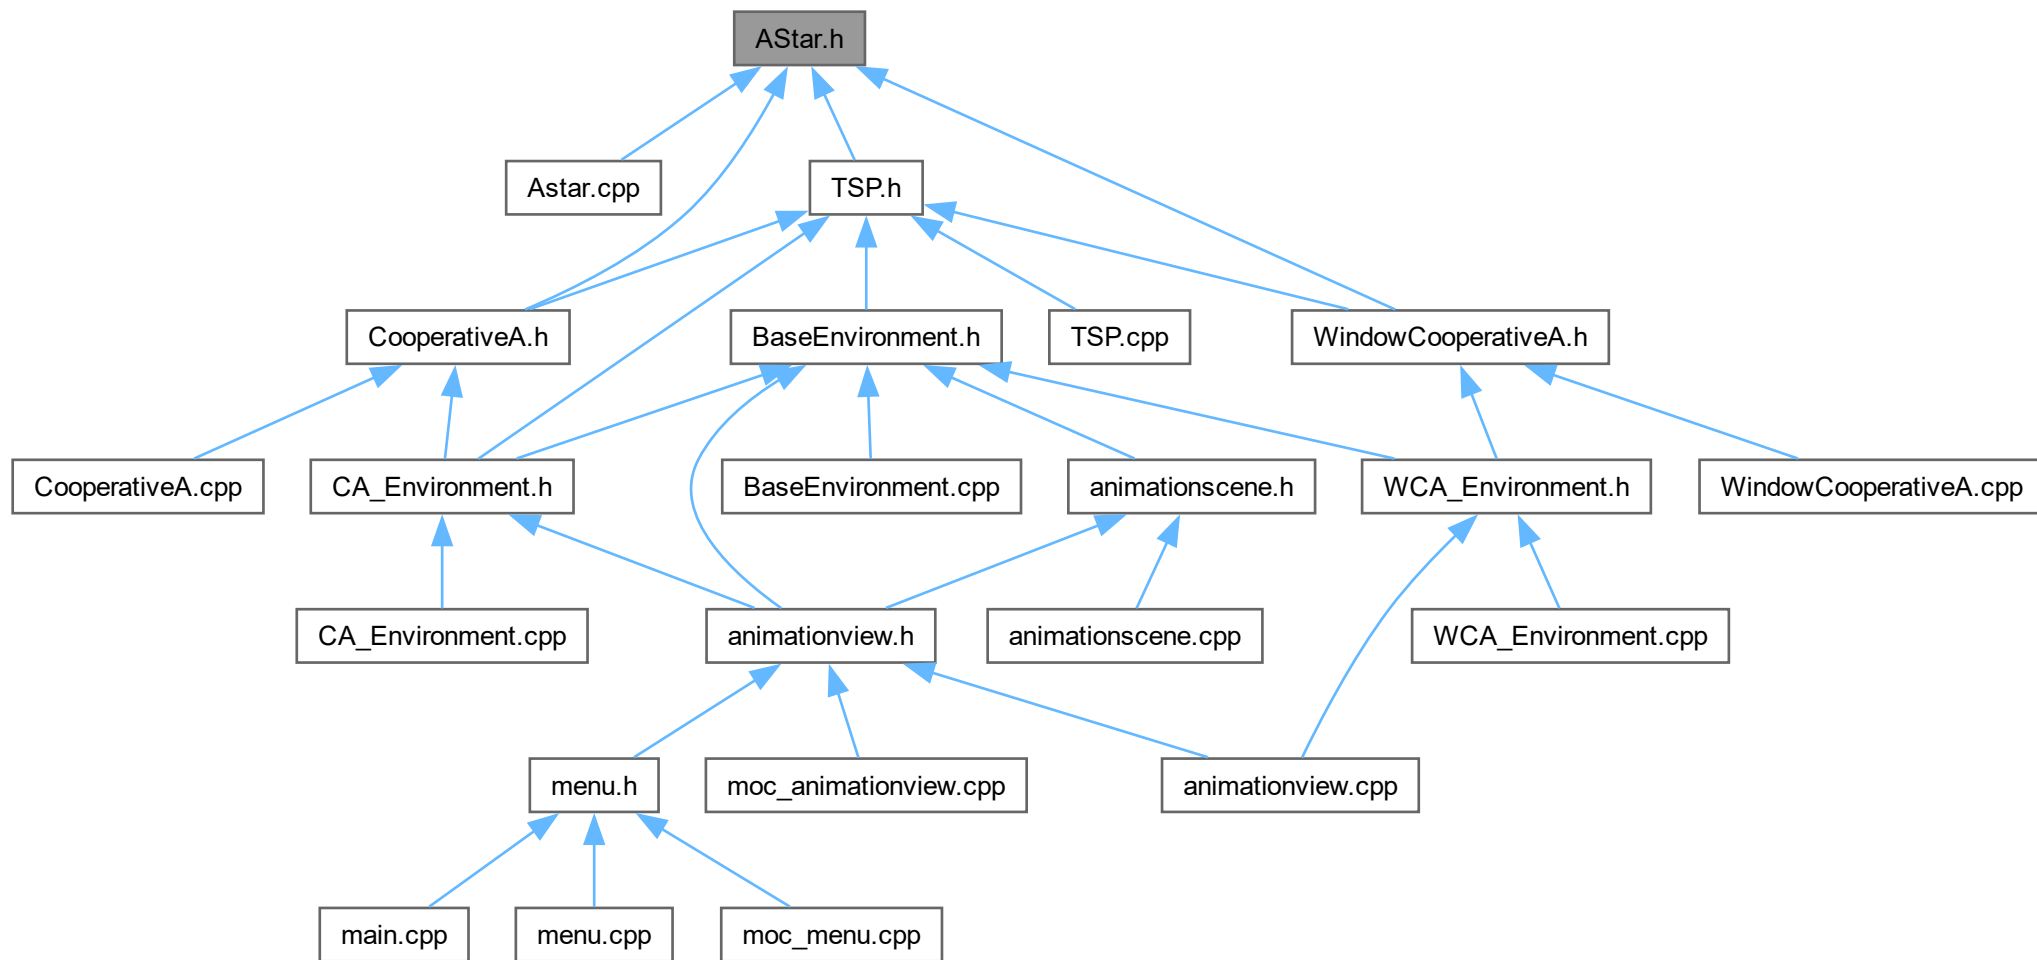 AStar.h
Astar.cpp
TSP.h
CooperativeA.h
BaseEnvironment.h
TSP.cpp
WindowCooperativeA.h
CooperativeA.cpp
CA_Environment.h
BaseEnvironment.cpp
animationscene.h
WCA_Environment.h
WindowCooperativeA.cpp
CA_Environment.cpp
animationview.h
animationscene.cpp
WCA_Environment.cpp
menu.h
moc_animationview.cpp
animationview.cpp
main.cpp
menu.cpp
moc_menu.cpp